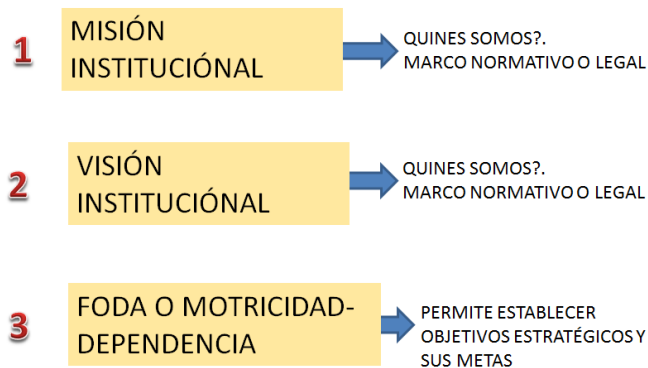 1
MISIÓN
INSTITUCIÓNAL
QUINES SOMOS?.
MARCO NORMATIVO O LEGAL
2
VISIÓN
INSTITUCIÓNAL
QUINES SOMOS?.
MARCO NORMATIVO O LEGAL
3
FODA O MOTRICIDAD-
DEPENDENCIA
PERMITE ESTABLECER
OBJETIVOS ESTRATÉGICOS Y
SUS METAS